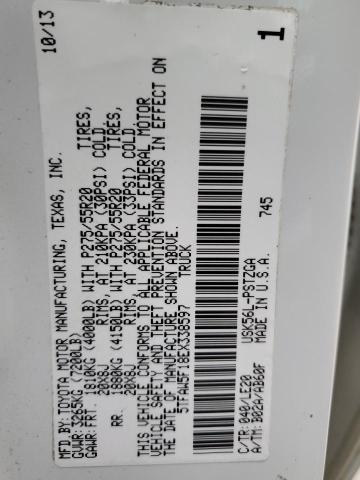 MFD. BY: TOYOTA MOTOR MANUFACTURING, TEXAS, INC. 10/13
GVWR: 3265KG (7200LB)
GAWR: FRT. 1810KG (4000LB) WITH P275/55R20 TIRES,
20X8J RIMS, AT 210KPA (30PSI) COLD
RR. 1880KG (4150LB) WITH P275/55R20 TIRES,
20X8J RIMS, AT 230KPA (33PSI) COLD
THIS VEHICLE CONFORMS TO ALL APPLICABLE FEDERAL MOTOR
VEHICLE SAFETY AND THEFT PREVENTION STANDARDS IN EFFECT ON
THE DATE OF MANUFACTURE SHOWN ABOVE.
5TFAW5F18EX338597 TRUCK
745
USK56L-PSTZGA 1
C/TR: 040/LE20 MADE IN U.S.A.
A/TM: B02A/AB60F